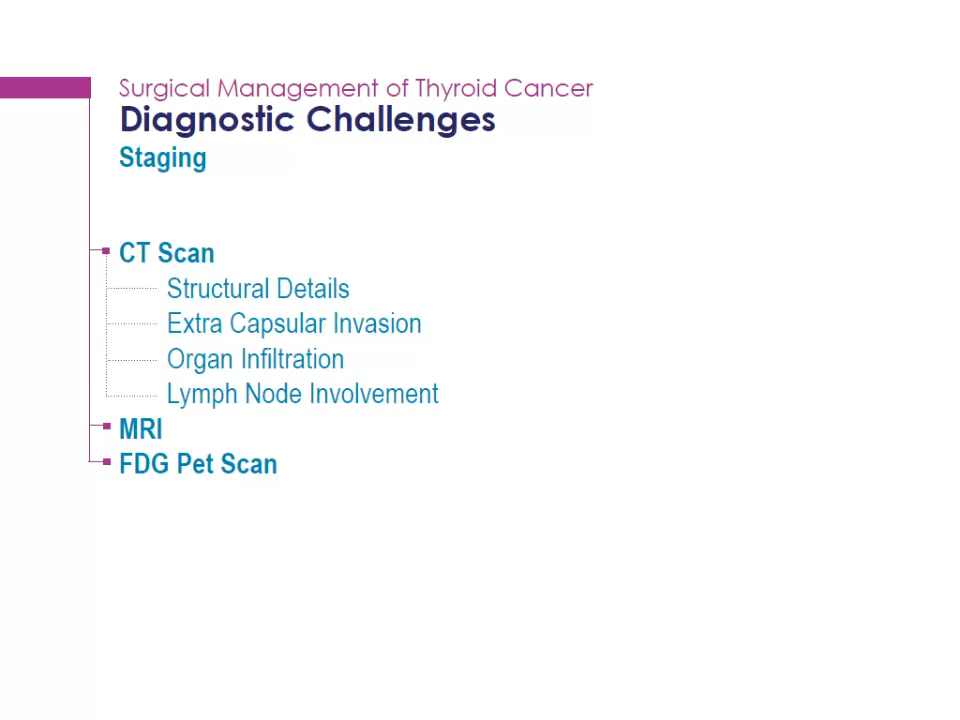 Surgical Management of Thyroid Cancer
Diagnostic Challenges
Staging
CT Scan
Structural Details
Extra Capsular Invasion
Organ Infiltration
Lymph Node Involvement
MRI
FDG Pet Scan